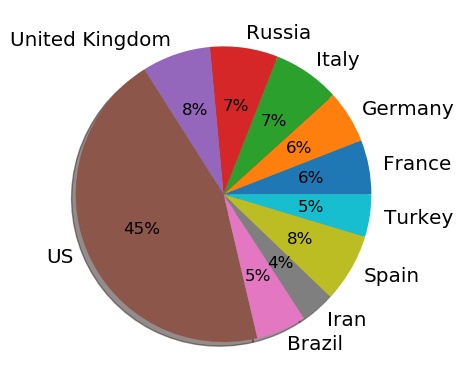 Russia
United Kingdom
Italy
7%
8%
7%
Germany
6%
France
6%
5%
Turkey
45%
8%
US
4%
5%
Spain
Iran
Brazil